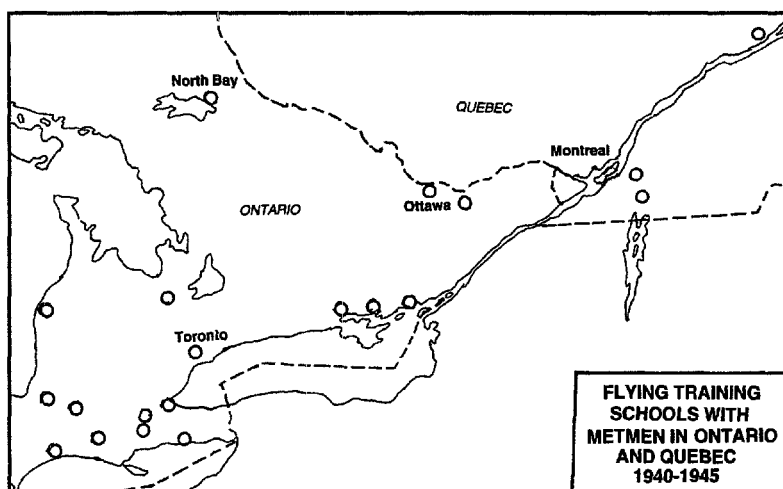 North Bay
QUEBEC
Montreal
Ottawa
ONTARIO
Toronto
FLYING TRAINING
SCHOOLS WITH
METMEN IN ONTARIO
AND QUEBEC
1940-1945